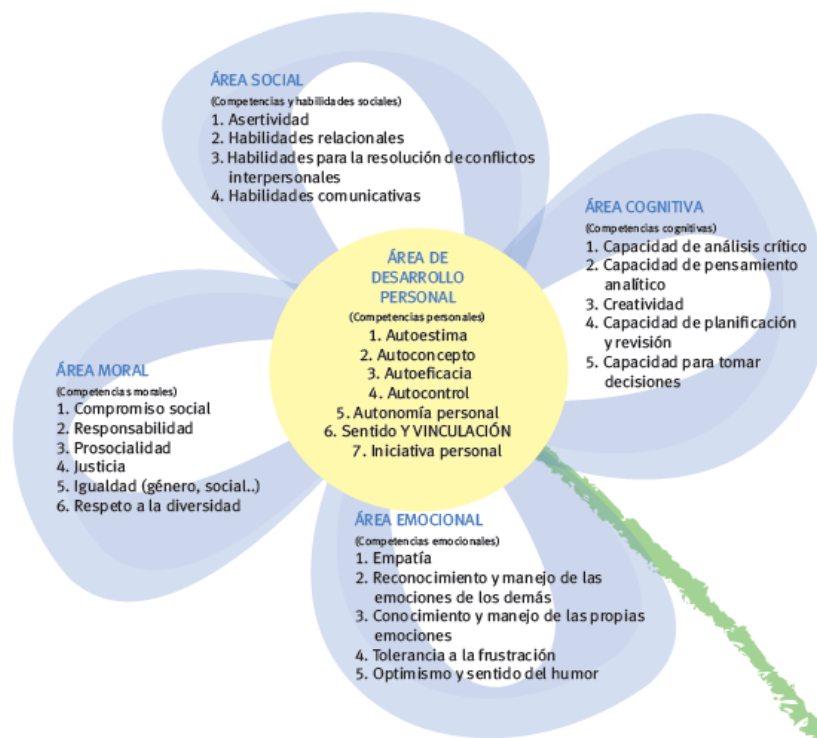 ÁREA SOCIAL
(Competencias y habilidades sociales)
1. Asertividad
2. Habilidades relacionales
3. Habilidades para la resolución de conflictos
interpersonales
4. Habilidades comunicativas
ÁREA COGNITIVA
(Competencias cognitivas)
1. Capacidad de análisis crítico
2. Capacidad de pensamiento
analítico
3. Creatividad
4. Capacidad de planificación
y revisión
5. Capacidad para tomar
decisiones
ÁREA DE
DESARROLLO
PERSONAL
(Competencias personales)
1. Autoestima
2. Autoconcepto
3. Autoeficacia
4. Autocontrol
5. Autonomía personal
6. Sentido Y VINCULACIÓN
7. Iniciativa personal
ÁREA MORAL
(Competencias morales)
1. Compromiso social
2. Responsabilidad
3. Prosocialidad
4. Justicia
5. Igualdad (género, social..)
6. Respeto a la diversidad
ÁREA EMOCIONAL
(Competencias emocionales)
1. Empatía
2. Reconocimiento y manejo de las
emociones de los demás
3. Conocimiento y manejo de las propias
emociones
4. Tolerancia a la frustración
5. Optimismo y sentido del humor